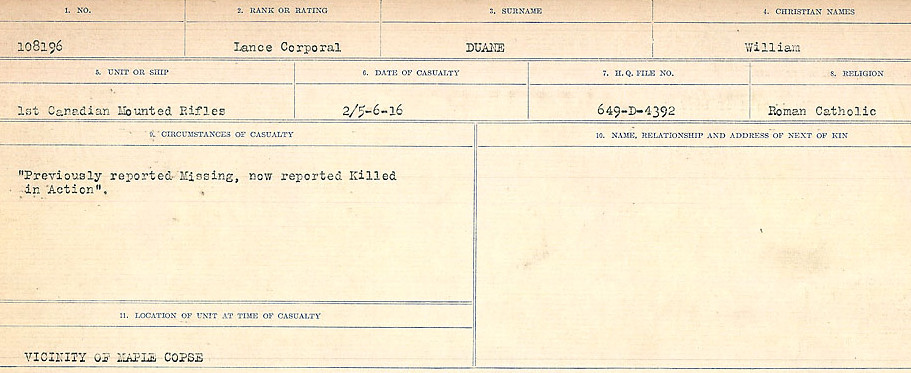 1. NO.
2. RANK OR RATING
3. SURNAME
4. CHRISTIAN NAMES
108196
Lance Corporal
DUANE
William
5. UNIT OR SHIP
6. DATE OF CASUALTY
7. H. Q. FILE NO.
8. RELIGION
1st Canadian Mounted Rifles
2/5-6-16
649-D-4392
Roman Catholic
9. CIRCUMSTANCES OF CASUALTY
10. NAME, RELATIONSHIP AND ADDRESS OF NEXT OF KIN
"Previously reported Missing, now reported Killed
in Action".
11. LOCATION OF UNIT AT TIME OF CASUALTY
VICINITY OF MAPLE COPSE